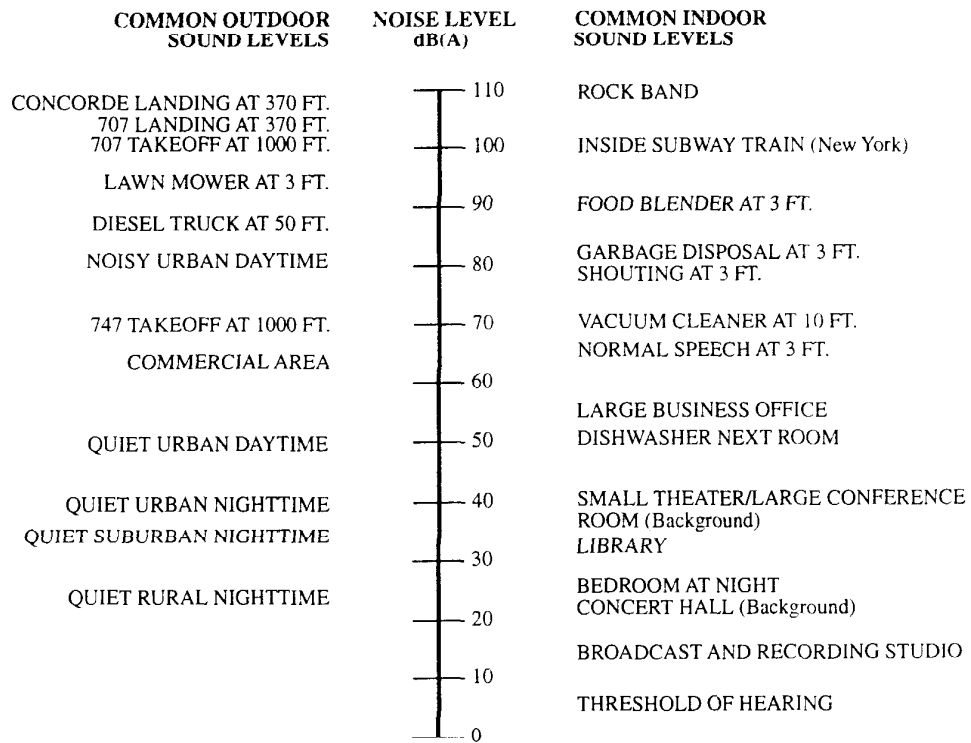 COMMON OUTDOOR
SOUND LEVELS
NOISE LEVEL
dB(A)
COMMON INDOOR
SOUND LEVELS
110
ROCK BAND
CONCORDE LANDING AT 370 FT.
707 LANDING AT 370 FT.
707 TAKEOFF AT 1000 FT.
100
INSIDE SUBWAY TRAIN (New York)
LAWN MOWER AT 3 FT.
90
FOOD BLENDER AT 3 FT.
DIESEL TRUCK AT 50 FT.
NOISY URBAN DAYTIME
80
GARBAGE DISPOSAL AT 3 FT.
SHOUTING AT 3 FT.
747 TAKEOFF AT 1000 FT.
70
VACUUM CLEANER AT 10 FT.
NORMAL SPEECH AT 3 FT.
COMMERCIAL AREA
60
LARGE BUSINESS OFFICE
QUIET URBAN DAYTIME
50
DISHWASHER NEXT ROOM
QUIET URBAN NIGHTTIME
40
SMALL THEATER/LARGE CONFERENCE
ROOM (Background)
QUIET SUBURBAN NIGHTTIME
LIBRARY
30
BEDROOM AT NIGHT
QUIET RURAL NIGHTTIME
CONCERT HALL (Background)
20
BROADCAST AND RECORDING STUDIO
10
THRESHOLD OF HEARING
0